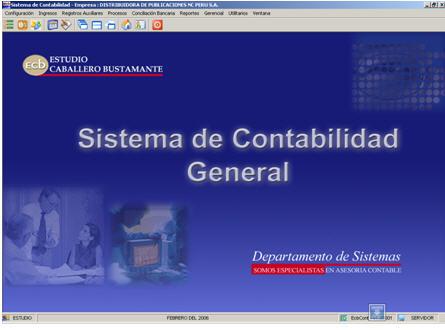 Sistema de Contabilidad - Empresa : DISTRIBUIDORA DE PUBLICACIONES NC PERU S.A.
Configuración Ingresos Registros Auxiliares Procesos Conciliación Bancaria Reportes Gerencial Utilitarios Ventana
ecb ESTUDIO
CABALLERO BUSTAMANTE
Sistema de Contabilidad
General
Departamento de Sistemas
SOMOS ESPECIALISTAS EN ASESORIA CONTABLE
ESTUDIO FEBRERO DEL 2006 SERVIDOR